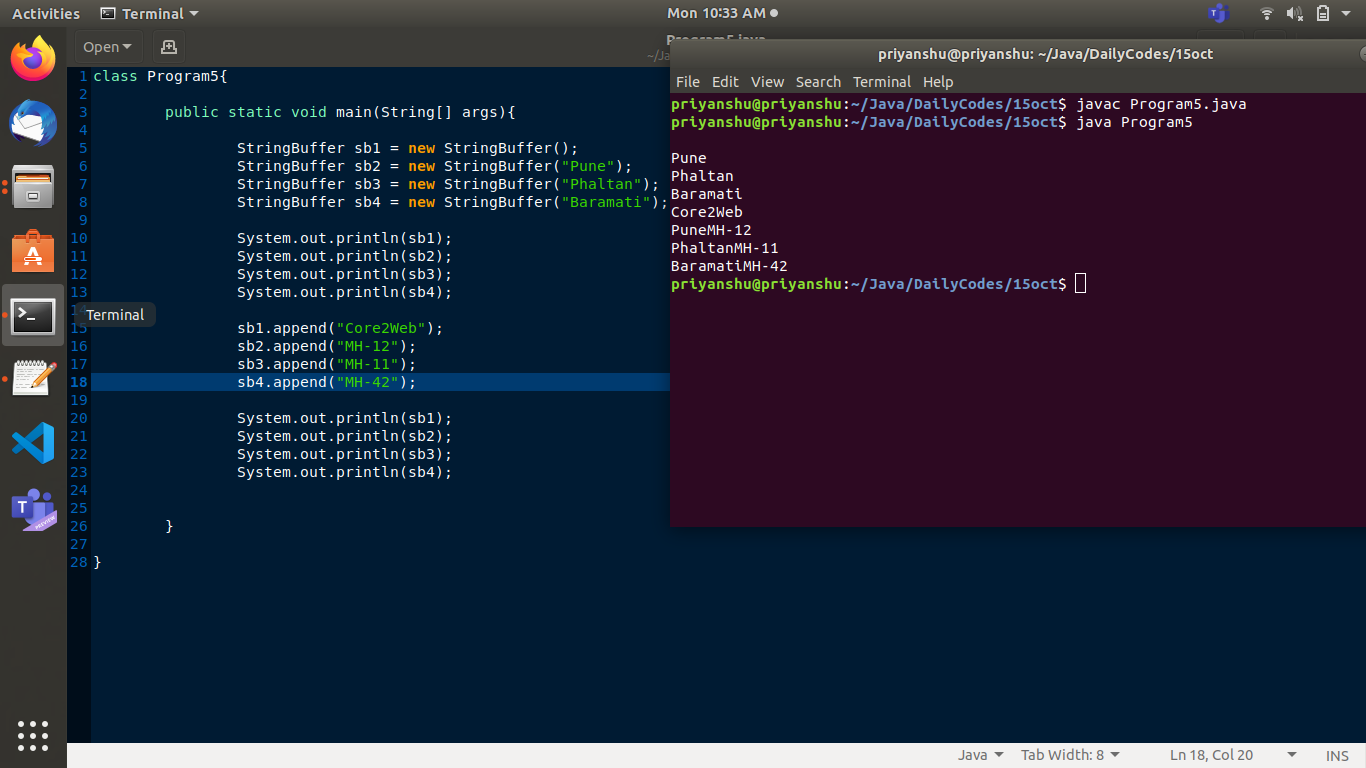 Activities Terminal Mon 10:33 AM
Open
Program5.java
~/Ja
1 class Program5{
2
3 public static void main(String[] args){
4
5 StringBuffer sb1 = new StringBuffer();
6 StringBuffer sb2 = new StringBuffer("Pune");
7 StringBuffer sb3 = new StringBuffer("Phaltan");
8 StringBuffer sb4 = new StringBuffer("Baramati");
9
10 System.out.println(sb1);
11 System.out.println(sb2);
12 System.out.println(sb3);
13 System.out.println(sb4);
Terminal
15 sb1.append("Core2Web");
16 sb2.append("MH-12");
17 sb3.append("MH-11");
18 sb4.append("MH-42");
19
20 System.out.println(sb1);
21 System.out.println(sb2);
22 System.out.println(sb3);
23 System.out.println(sb4);
24
25
26 }
27
28 }
priyanshu@priyanshu: ~/Java/DailyCodes/15oct
File Edit View Search Terminal Help
priyanshu@priyanshu:~/Java/DailyCodes/15oct$ javac Program5.java
priyanshu@priyanshu:~/Java/DailyCodes/15oct$ java Program5
Pune
Phaltan
Baramati
Core2Web
PuneMH-12
PhaltanMH-11
BaramatiMH-42
priyanshu@priyanshu:~/Java/DailyCodes/15oct$
Java Tab Width: 8 Ln 18, Col 20 INS
T
PREVIEW